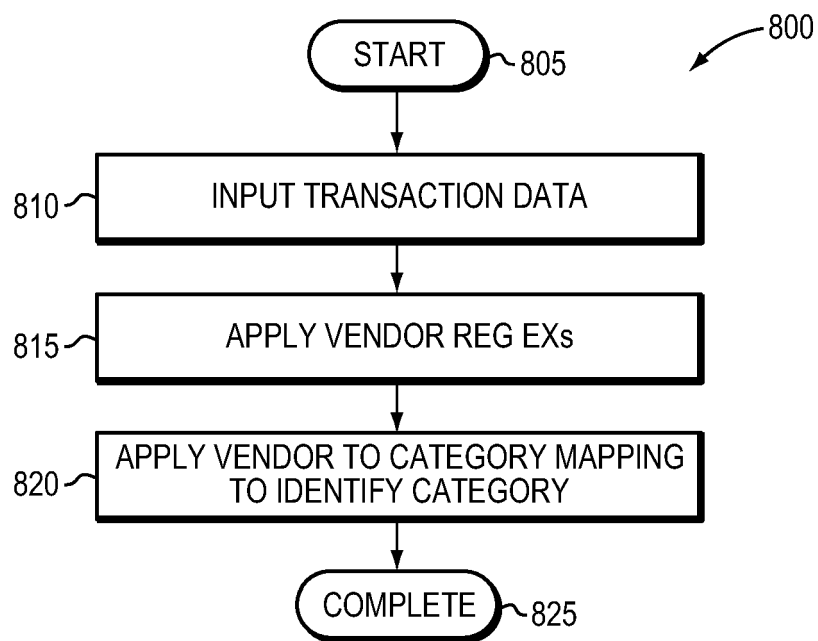 800
START
805
INPUT TRANSACTION DATA
810
APPLY VENDOR REG EXs
815
APPLY VENDOR TO CATEGORY MAPPING
TO IDENTIFY CATEGORY
820
COMPLETE
825